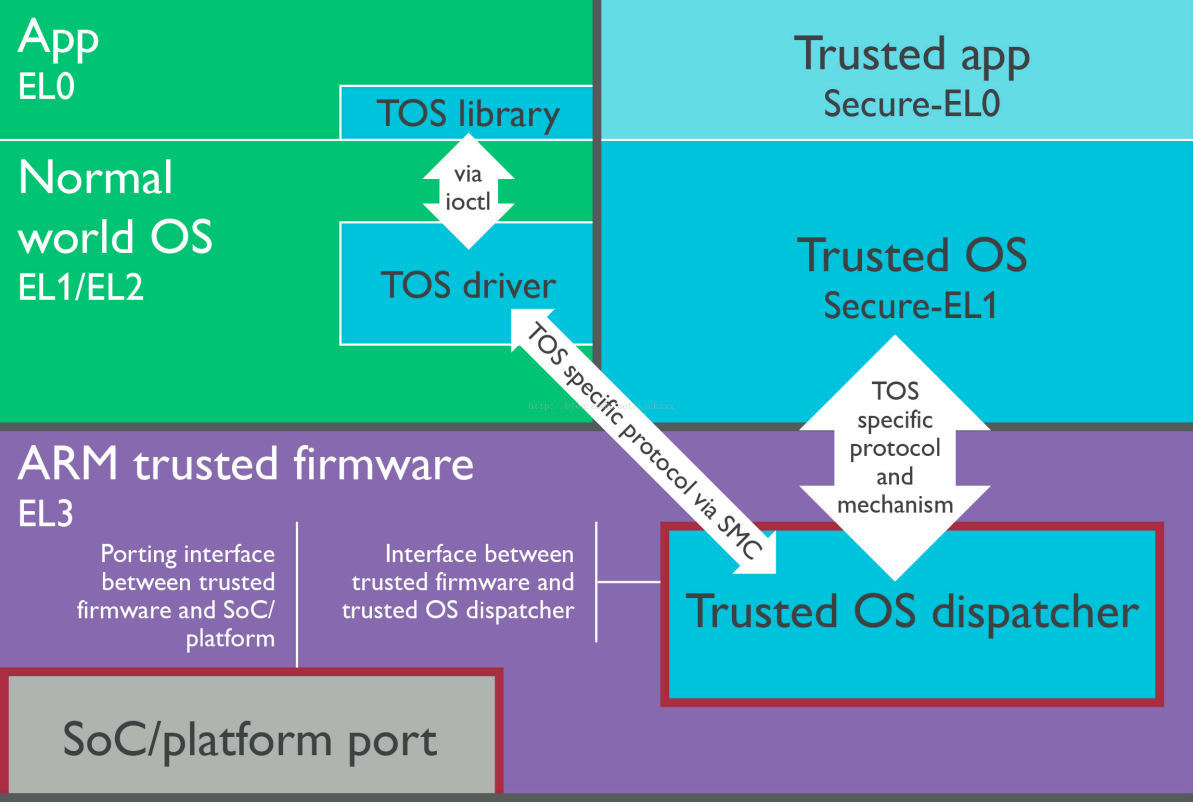 App
EL0
TOS library
Trusted app
Secure-EL0
via
ioctl
Normal
world OS
EL1/EL2
TOS driver
Trusted OS
Secure-EL1
TOS specific protocol via SMC
TOS
specific
protocol
and
mechanism
ARM trusted firmware
EL3
Porting interface
between trusted
firmware and SoC/
platform
Interface between
trusted firmware and
trusted OS dispatcher
Trusted OS dispatcher
SoC/platform port